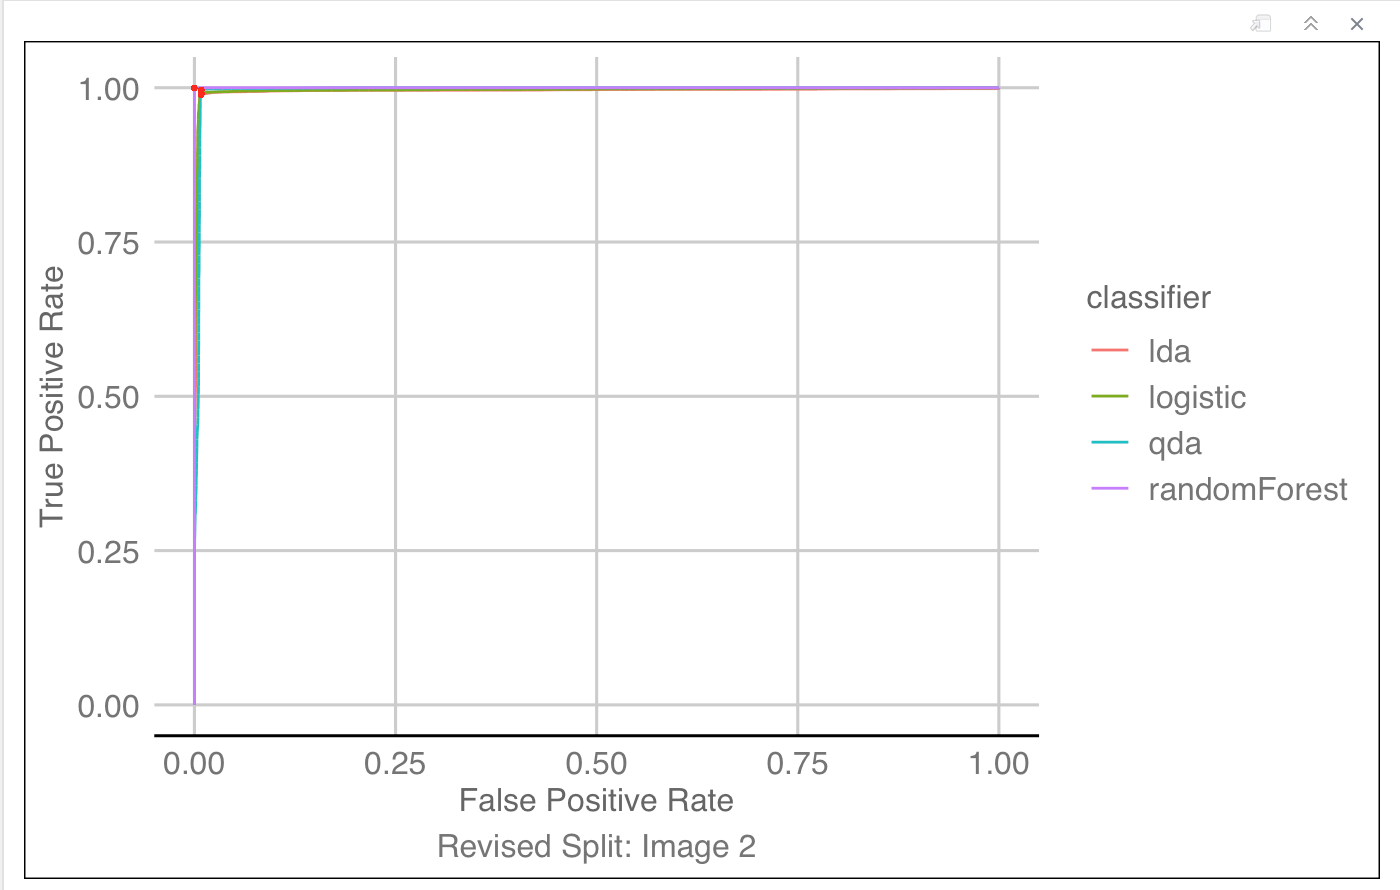 1.00
0.75
0.50
0.25
0.00
True Positive Rate
0.00 0.25 0.50 0.75 1.00
False Positive Rate
Revised Split: Image 2
classifier
lda
logistic
qda
randomForest